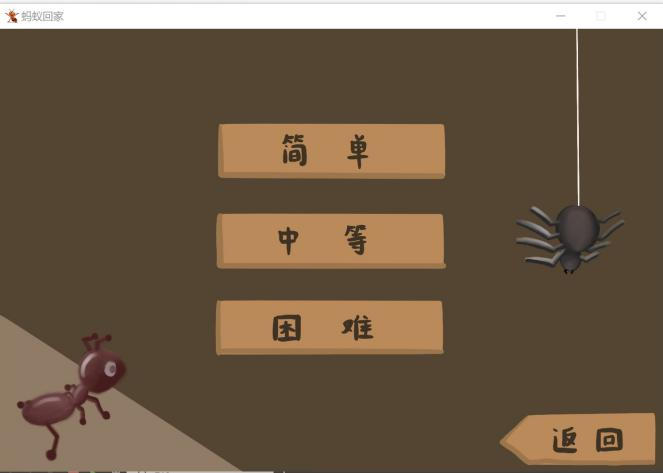 蚂蚁回家
简 单
中 等
困 难
返 回